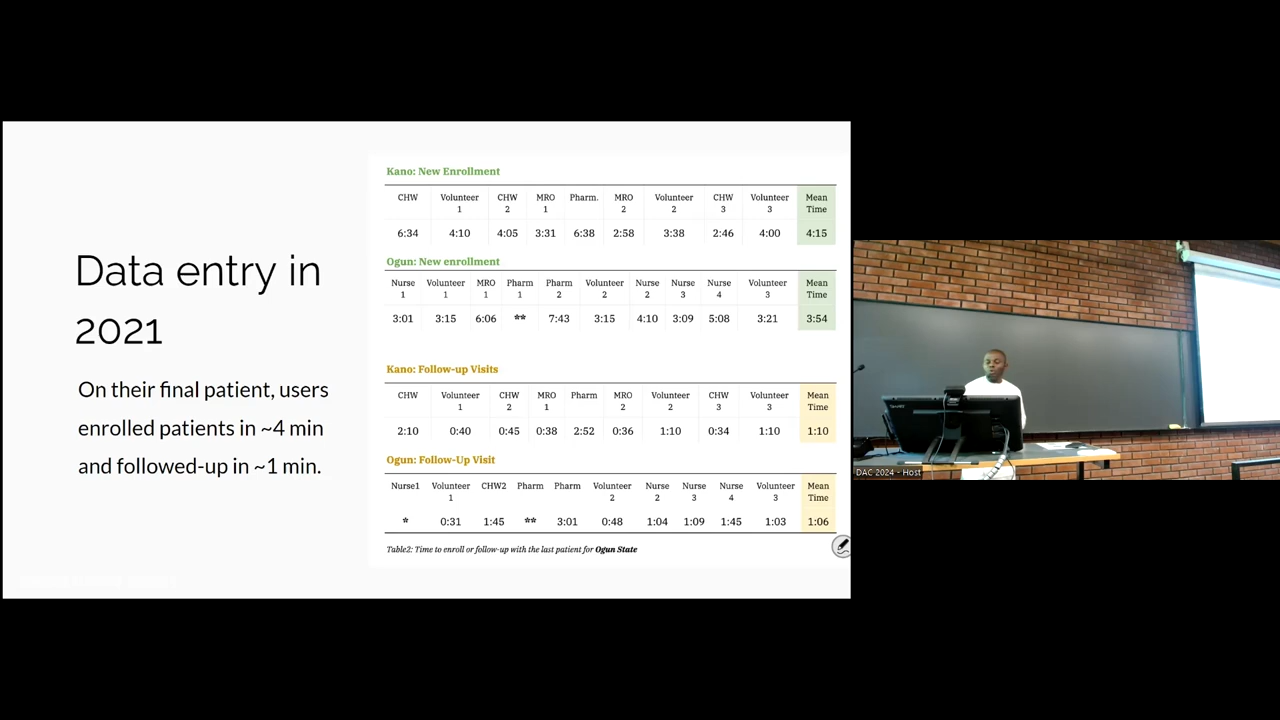 Data entry in
2021
On their final patient, users
enrolled patients in ~4 min
and followed-up in ~1 min.
Kano: New Enrollment
CHW Volunteer 1 CHW 2 MRO 1 Pharm. MRO 2 Volunteer 2 CHW 3 Volunteer 3 Mean Time
6:34 4:10 4:05 3:31 6:38 2:58 3:38 2:46 4:00 4:15
Ogun: New enrollment
Nurse 1 Volunteer 1 MRO 1 Pharm 1 Pharm 2 Volunteer 2 Nurse 2 Nurse 3 Nurse 4 Volunteer 3 Mean Time
3:01 3:15 6:06 ** 7:43 3:15 4:10 3:09 5:08 3:21 3:54
Kano: Follow-up Visits
CHW Volunteer 1 CHW 2 MRO 1 Pharm MRO 2 Volunteer 2 CHW 3 Volunteer 3 Mean Time
2:10 0:40 0:45 0:38 2:52 0:36 1:10 0:34 1:10 1:10
Ogun: Follow-Up Visit
Nurse1 Volunteer 1 CHW2 Pharm Pharm Volunteer 2 Nurse 2 Nurse 3 Nurse 4 Volunteer 3 Mean Time
* 0:31 1:45 ** 3:01 0:48 1:04 1:09 1:45 1:03 1:06
Table2: Time to enroll or follow-up with the last patient for Ogun State
DAC 2024 - Host